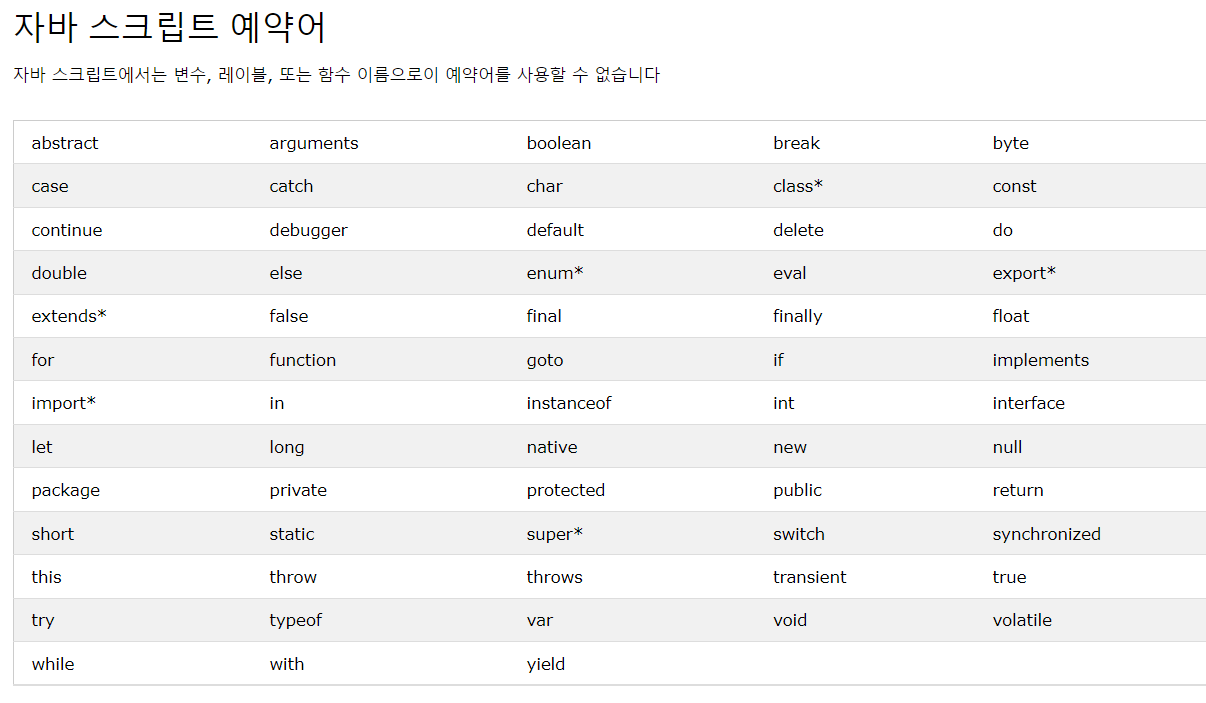 자바 스크립트 예약어
자바 스크립트에서는 변수, 레이블, 또는 함수 이름으로이 예약어를 사용할 수 없습니다
abstract arguments boolean break byte
case catch char class* const
continue debugger default delete do
double else enum* eval export*
extends* false final finally float
for function goto if implements
import* in instanceof int interface
let long native new null
package private protected public return
short static super* switch synchronized
this throw throws transient true
try typeof var void volatile
while with yield